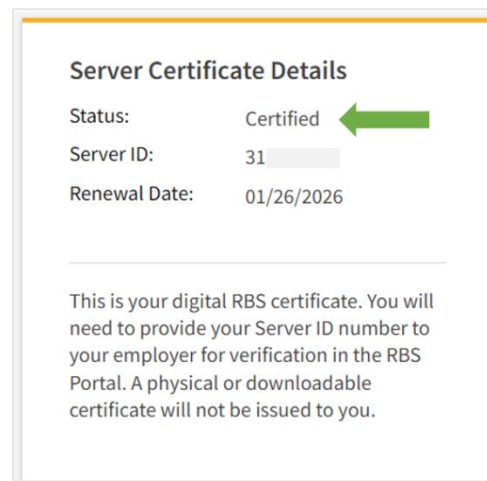 Server Certificate Details
Status: Certified
Server ID: 31
Renewal Date: 01/26/2026
This is your digital RBS certificate. You will
need to provide your Server ID number to
your employer for verification in the RBS
Portal. A physical or downloadable
certificate will not be issued to you.